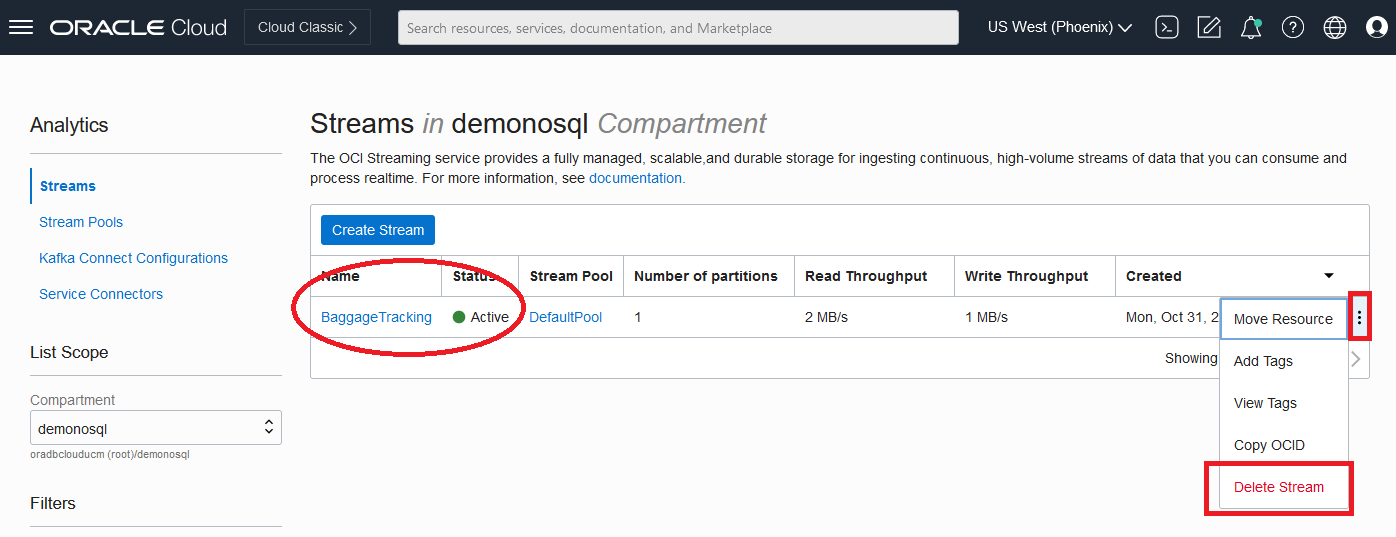 ORACLE Cloud
Cloud Classic
Search resources, services, documentation, and Marketplace
US West (Phoenix)
Analytics
Streams
Stream Pools
Kafka Connect Configurations
Service Connectors
List Scope
Compartment
demonosql
oradbclouducm (root)/demonosql
Filters
Streams in demonosql Compartment
The OCI Streaming service provides a fully managed, scalable,and durable storage for ingesting continuous, high-volume streams of data that you can consume and
process realtime. For more information, see documentation.
Create Stream
Name Status Stream Pool Number of partitions Read Throughput Write Throughput Created
BaggageTracking Active DefaultPool 1 2 MB/s 1 MB/s Mon, Oct 31, 2
Showing
Move Resource
Add Tags
View Tags
Copy OCID
Delete Stream